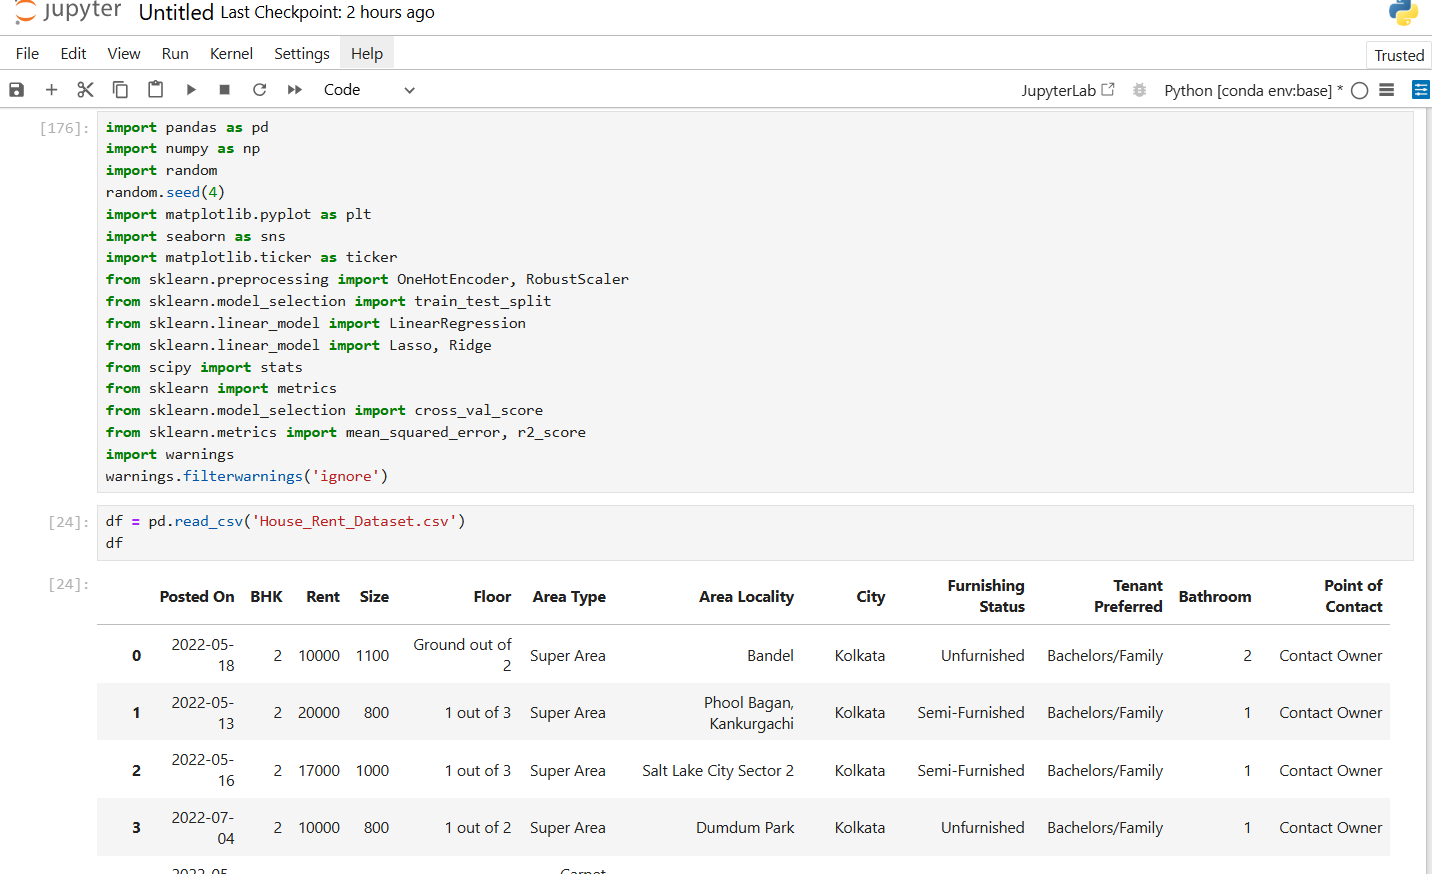 jupyter Untitled Last Checkpoint: 2 hours ago
File Edit View Run Kernel Settings Help Trusted
Code JupyterLab Python [conda env:base] *
[176]: import pandas as pd
import numpy as np
import random
random.seed(4)
import matplotlib.pyplot as plt
import seaborn as sns
import matplotlib.ticker as ticker
from sklearn.preprocessing import OneHotEncoder, RobustScaler
from sklearn.model_selection import train_test_split
from sklearn.linear_model import LinearRegression
from sklearn.linear_model import Lasso, Ridge
from scipy import stats
from sklearn import metrics
from sklearn.model_selection import cross_val_score
from sklearn.metrics import mean_squared_error, r2_score
import warnings
warnings.filterwarnings('ignore')
[24]: df = pd.read_csv('House_Rent_Dataset.csv')
df
[24]:
Posted On BHK Rent Size Floor Area Type Area Locality City Furnishing Status Tenant Preferred Bathroom Point of Contact
0 2022-05-18 2 10000 1100 Ground out of 2 Super Area Bandel Kolkata Unfurnished Bachelors/Family 2 Contact Owner
1 2022-05-13 2 20000 800 1 out of 3 Super Area Phool Bagan, Kankurgachi Kolkata Semi-Furnished Bachelors/Family 1 Contact Owner
2 2022-05-16 2 17000 1000 1 out of 3 Super Area Salt Lake City Sector 2 Kolkata Semi-Furnished Bachelors/Family 1 Contact Owner
3 2022-07-04 2 10000 800 1 out of 2 Super Area Dumdum Park Kolkata Unfurnished Bachelors/Family 1 Contact Owner
2022-05- Carpet